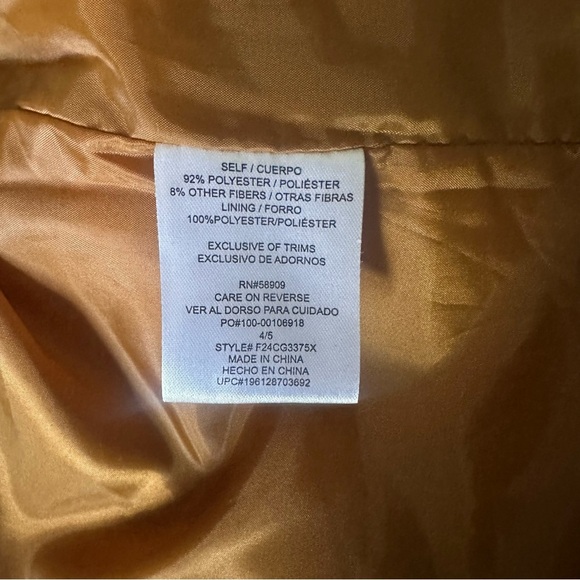 SELF / CUERPO
92% POLYESTER / POLIÉSTER
8% OTHER FIBERS / OTRAS FIBRAS
LINING / FORRO
100%POLYESTER/POLIÉSTER
EXCLUSIVE OF TRIMS
EXCLUSIVO DE ADORNOS
RN#58909
CARE ON REVERSE
VER AL DORSO PARA CUIDADO
PO#100-00106918
4/5
STYLE# F24CG3375X
MADE IN CHINA
HECHO EN CHINA
UPC#196128703692